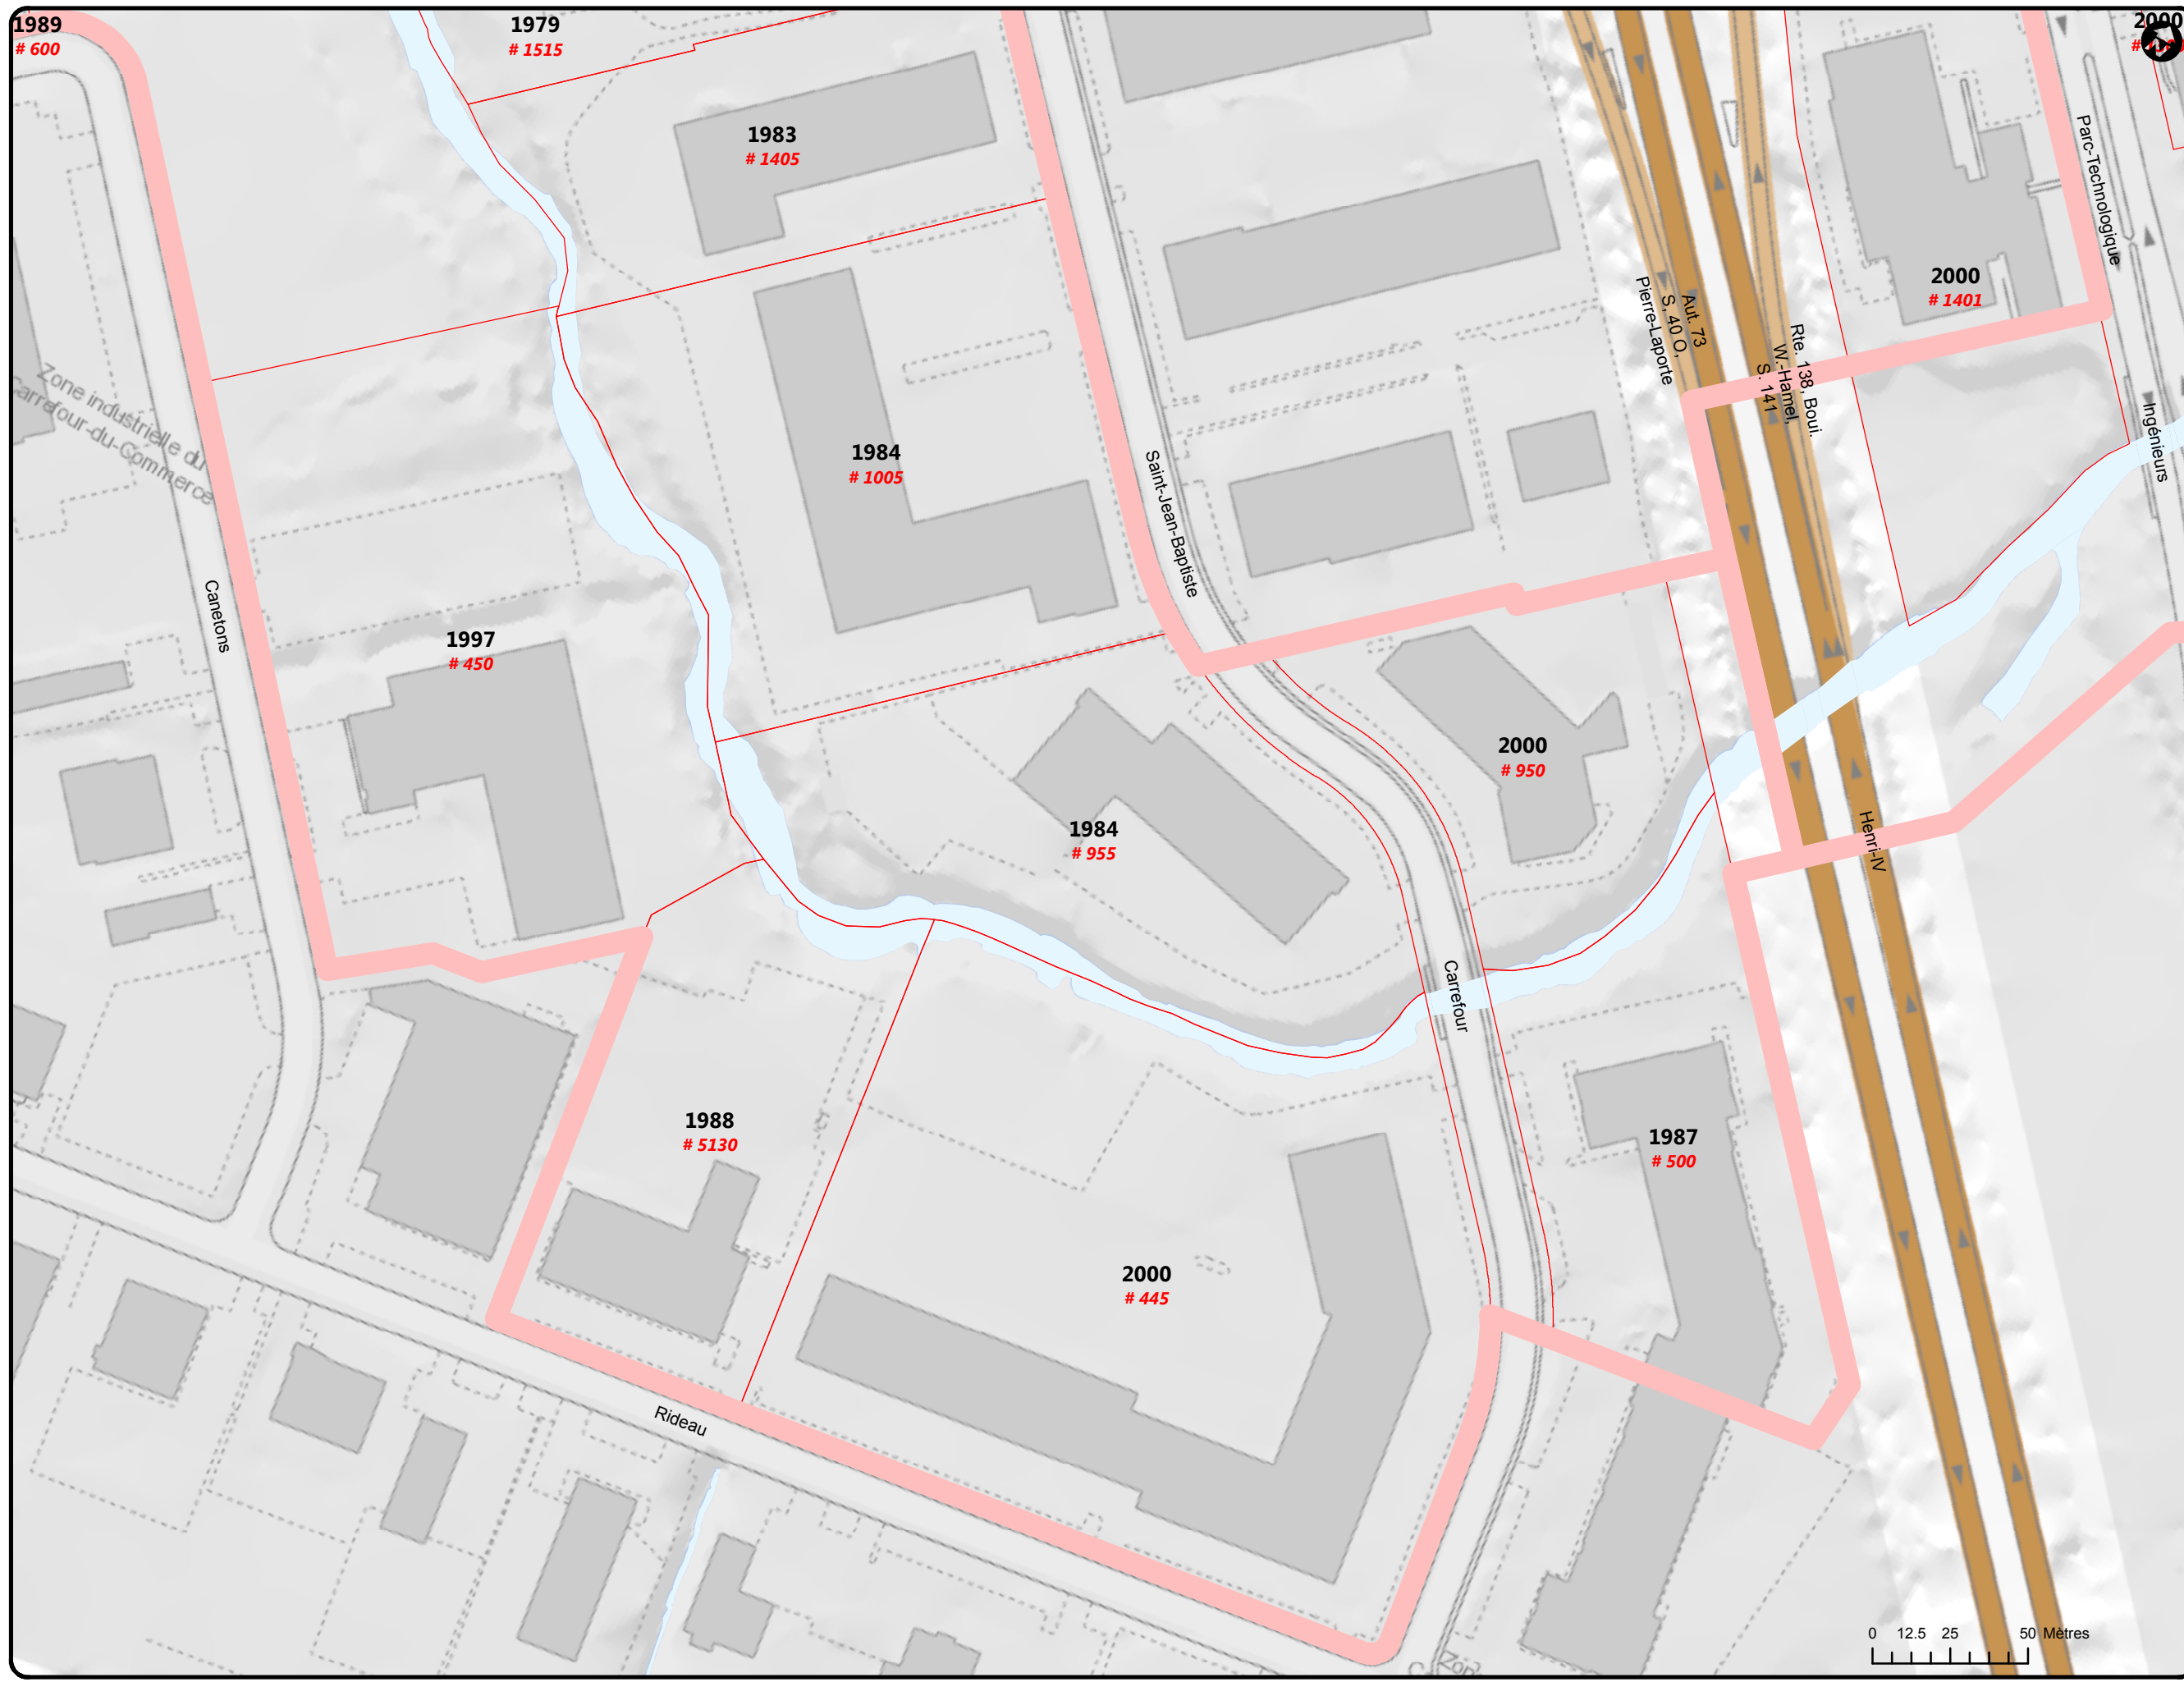 1989
# 600
1979
# 1515
2000
1983
# 1405
Parc-Technologique
2000
# 1401
Aut. 73
S, 40 O,
Pierre-Laporte
Rte. 138, Boul.
W.-Hamel,
S. 141
Zone industrielle du
Carrefour-du-Commerce
Ingénieurs
1984
# 1005
Saint-Jean-Baptiste
Canetons
1997
# 450
2000
# 950
1984
# 955
Henri-IV
Carrefour
1988
# 5130
1987
# 500
2000
# 445
Rideau
0 12.5 25 50 Mètres